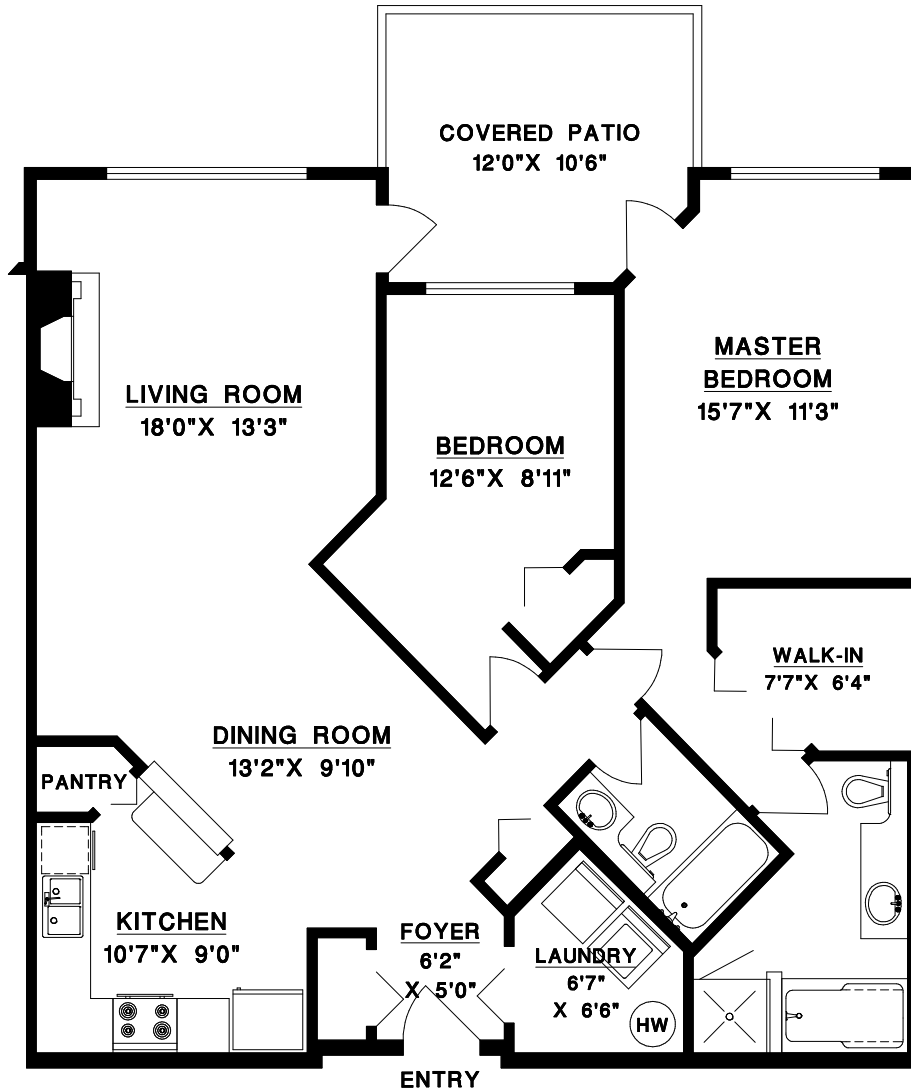 COVERED PATIO
12'0"X 10'6"
MASTER
BEDROOM
15'7"X 11'3"
LIVING ROOM
18'0"X 13'3"
BEDROOM
12'6"X 8'11"
WALK-IN
7'7"X 6'4"
DINING ROOM
13'2"X 9'10"
PANTRY
KITCHEN
10'7"X 9'0"
FOYER
6'2"
X 5'0"
LAUNDRY
6'7"
X 6'6"
HW
ENTRY